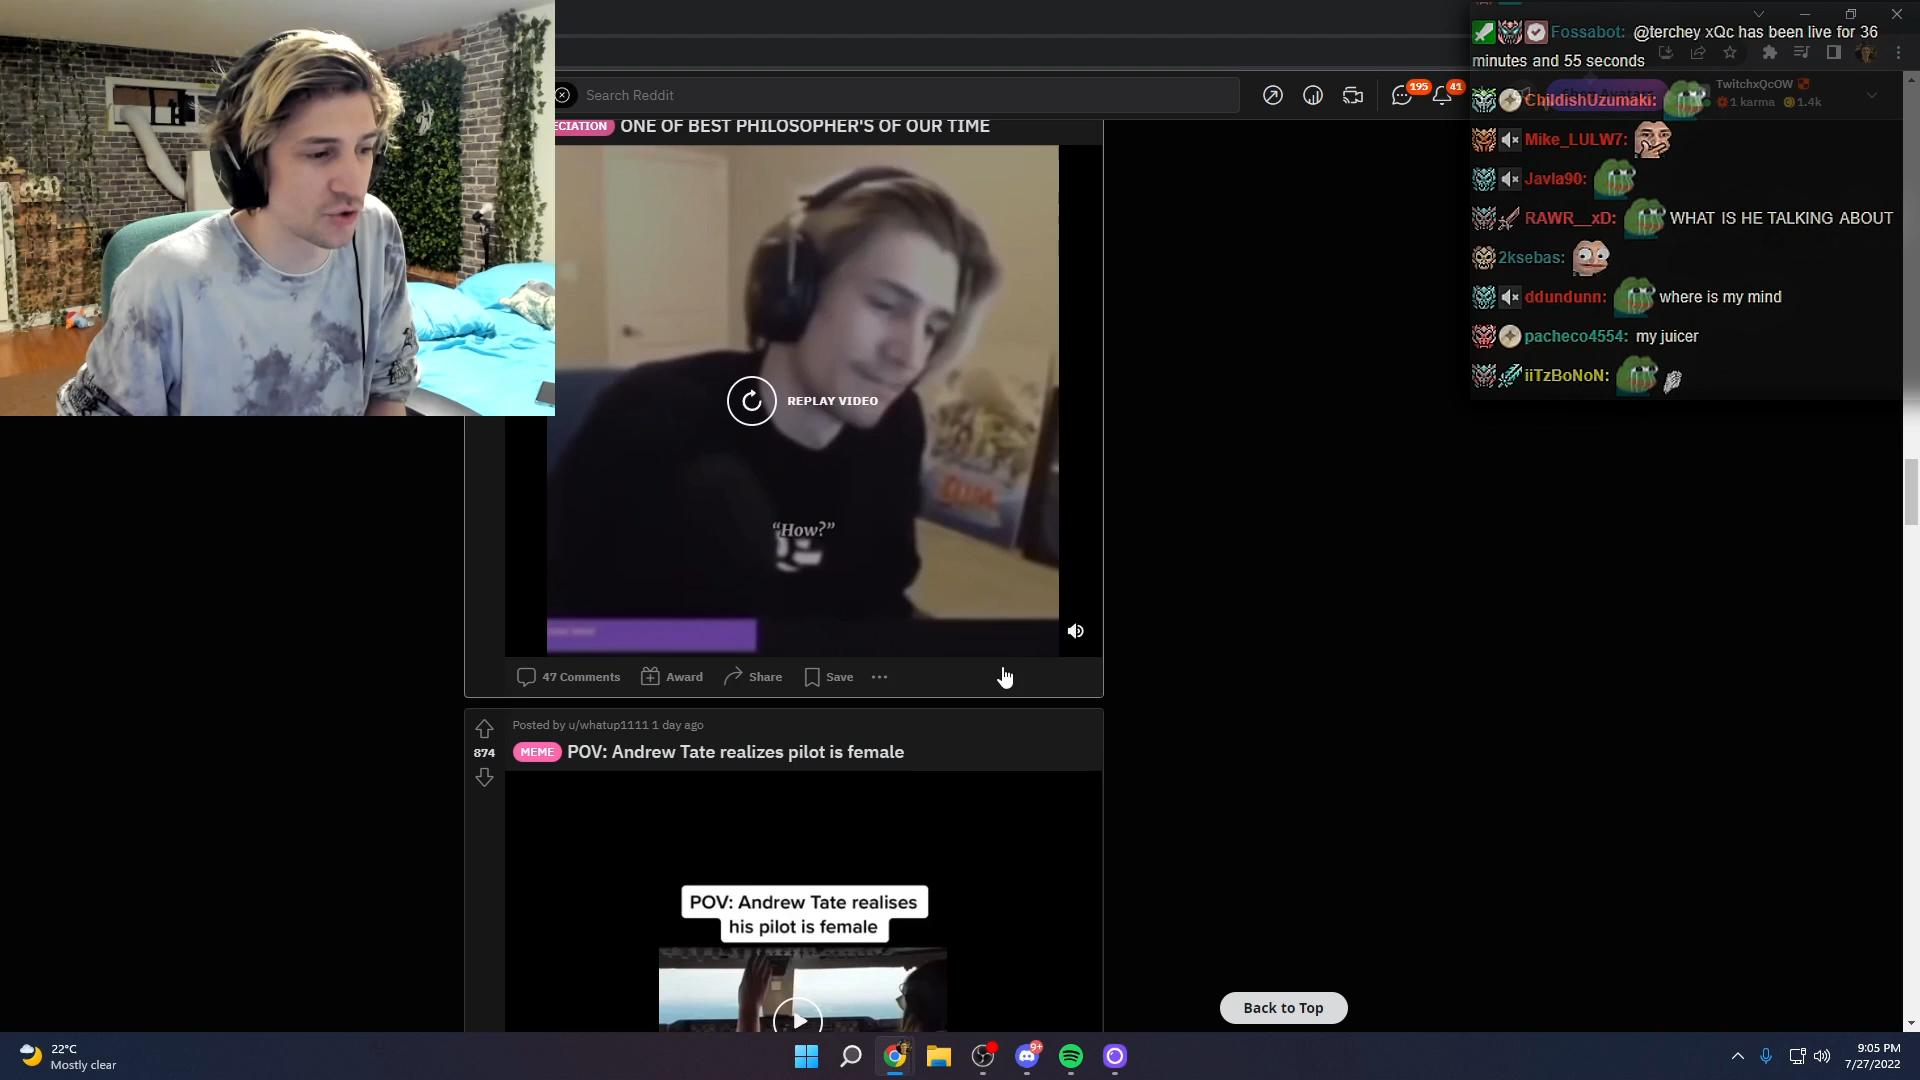 Fossabot: @terchey xQc has been live for 36
minutes and 55 seconds
ChildishUzumaki:
Mike_LULW7:
Javla90:
RAWR__xD: WHAT IS HE TALKING ABOUT
2ksebas:
ddundunn: where is my mind
pacheco4554: my juicer
iiTzBoNoN:
Search Reddit
195
41
TwitchxQcOW
1 karma 1.4k
ECIATION ONE OF BEST PHILOSOPHER'S OF OUR TIME
REPLAY VIDEO
“How?”
47 Comments Award Share Save
Posted by u/whatup1111 1 day ago
874
MEME POV: Andrew Tate realizes pilot is female
POV: Andrew Tate realises
his pilot is female
Back to Top
22°C
Mostly clear
9+
9:05 PM
7/27/2022